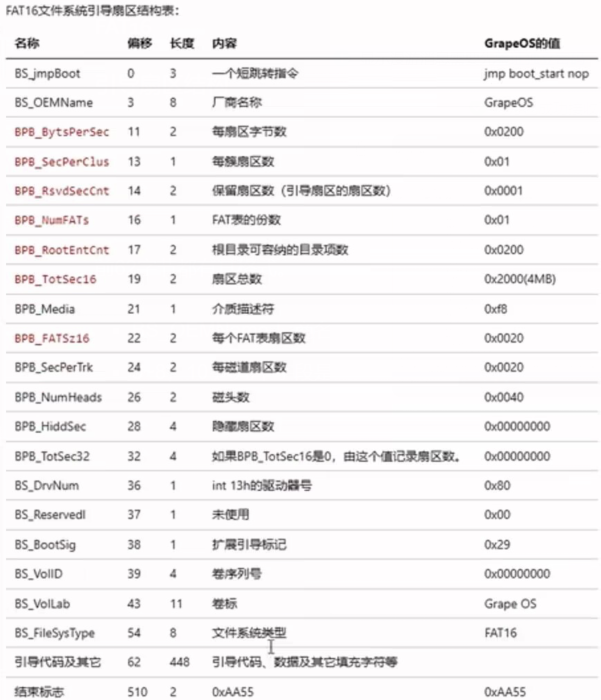 FAT16文件系统引导扇区结构表：
名称 偏移 长度 内容 GrapeOS的值
BS_jmpBoot 0 3 一个短跳转指令 jmp boot_start nop
BS_OEMName 3 8 厂商名称 GrapeOS
BPB_BytsPerSec 11 2 每扇区字节数 0x0200
BPB_SecPerClus 13 1 每簇扇区数 0x01
BPB_RsvdSecCnt 14 2 保留扇区数（引导扇区的扇区数） 0x0001
BPB_NumFATs 16 1 FAT表的份数 0x01
BPB_RootEntCnt 17 2 根目录可容纳的目录项数 0x0200
BPB_TotSec16 19 2 扇区总数 0x2000(4MB)
BPB_Media 21 1 介质描述符 0xf8
BPB_FATSz16 22 2 每个FAT表扇区数 0x0020
BPB_SecPerTrk 24 2 每磁道扇区数 0x0020
BPB_NumHeads 26 2 磁头数 0x0040
BPB_HiddSec 28 4 隐藏扇区数 0x00000000
BPB_TotSec32 32 4 如果BPB_TotSec16是0，由这个值记录扇区数。 0x00000000
BS_DrvNum 36 1 int 13h的驱动器号 0x80
BS_ReservedI 37 1 未使用 0x00
BS_BootSig 38 1 扩展引导标记 0x29
BS_VolID 39 4 卷序列号 0x00000000
BS_VolLab 43 11 卷标 Grape OS
BS_FileSysType 54 8 文件系统类型 FAT16
引导代码及其它 62 448 引导代码、数据及其它填充字符等
结束标志 510 2 0xAA55 0xAA55